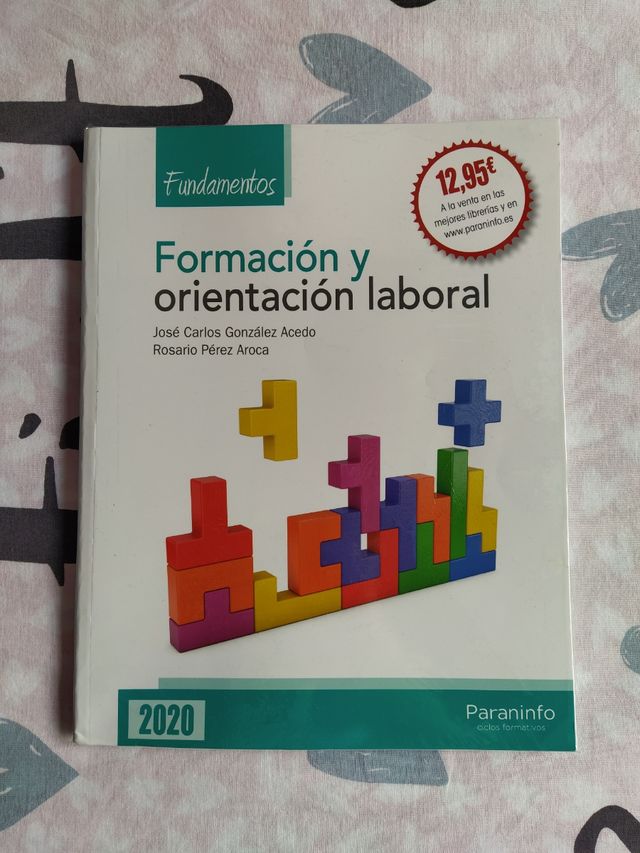 Fundamentos
12,95€
A la venta en las
mejores librerías y en
www.paraninfo.es
Formación y
orientación laboral
José Carlos González Acedo
Rosario Pérez Aroca
2020
Paraninfo
ciclos formativos